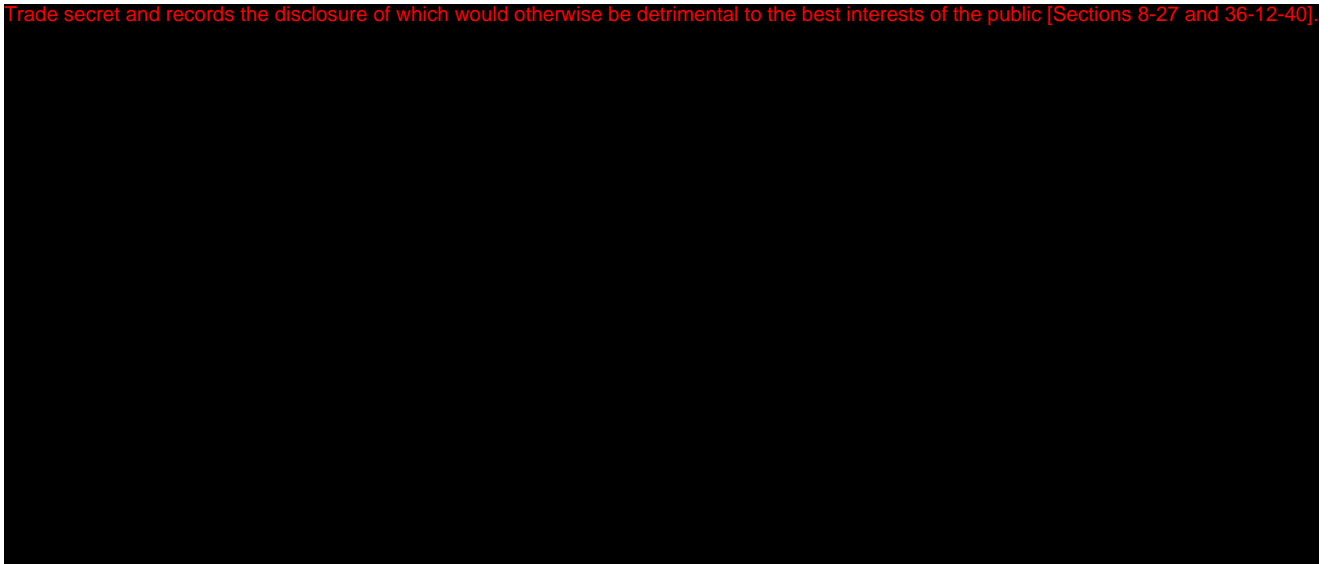 Trade secret and records the disclosure of which would otherwise be detrimental to the best interests of the public [Sections 8-27 and 36-12-40].